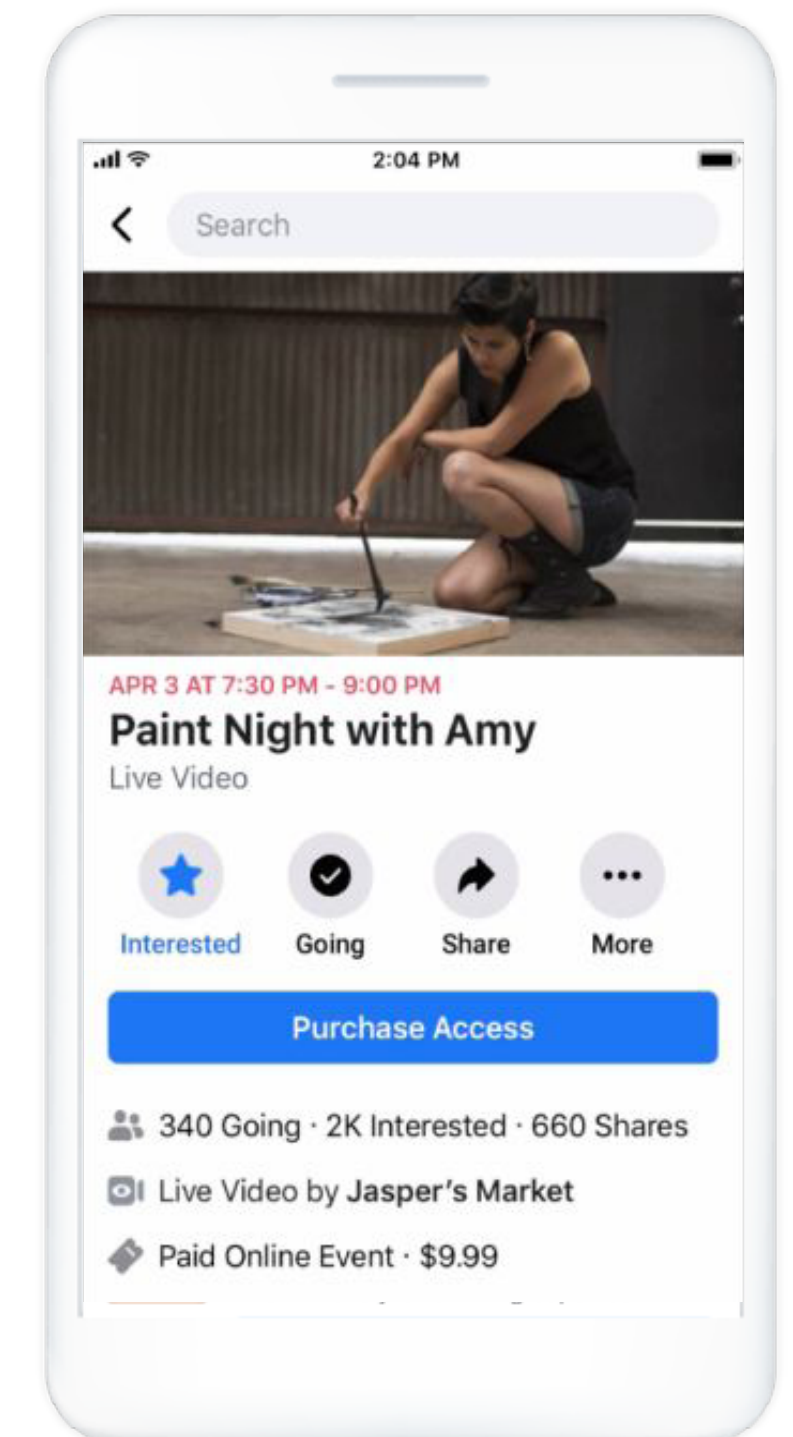 2:04 PM
Search
APR 3 AT 7:30 PM - 9:00 PM
Paint Night with Amy
Live Video
Interested Going Share More
Purchase Access
340 Going · 2K Interested · 660 Shares
Live Video by Jasper's Market
Paid Online Event · $9.99